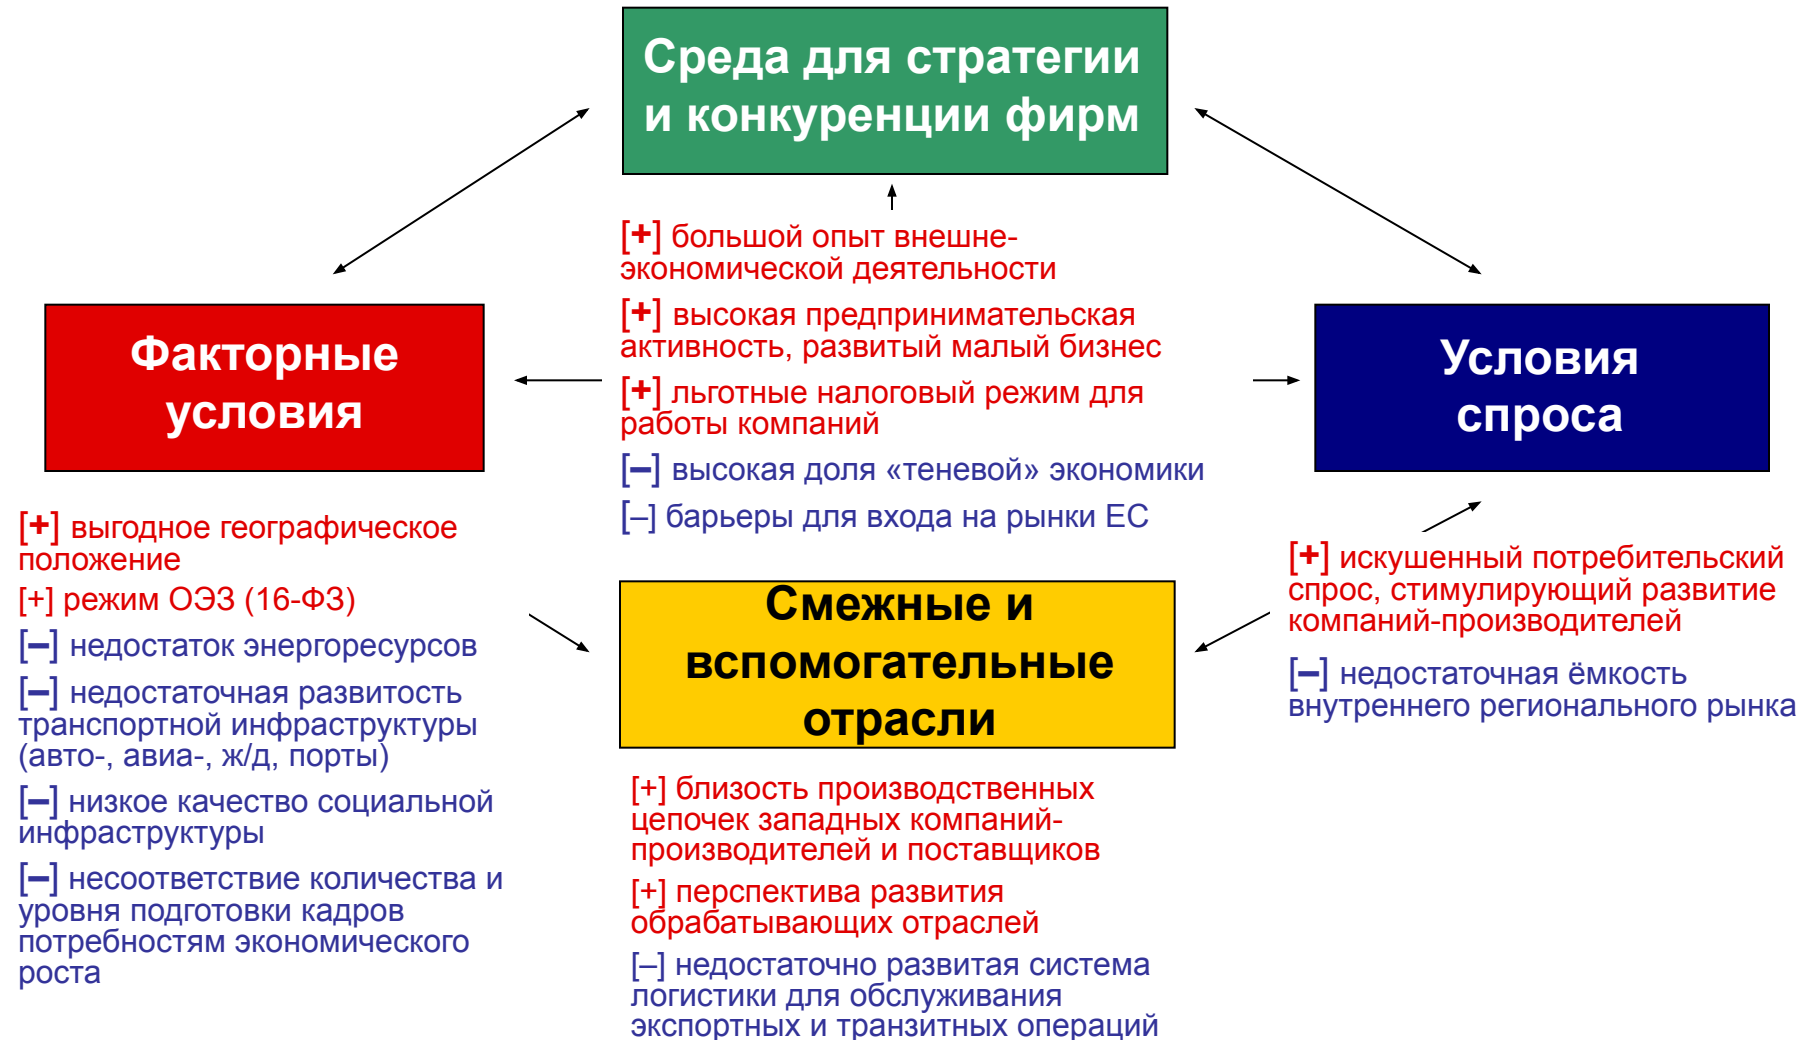 Среда для стратегии
и конкуренции фирм
[+] большой опыт внешне-
экономической деятельности
[+] высокая предпринимательская
активность, развитый малый бизнес
[+] льготные налоговый режим для
работы компаний
[–] высокая доля «теневой» экономики
[–] барьеры для входа на рынки ЕС
Факторные
условия
[+] выгодное географическое
положение
[+] режим ОЭЗ (16-ФЗ)
[–] недостаток энергоресурсов
[–] недостаточная развитость
транспортной инфраструктуры
(авто-, авиа-, ж/д, порты)
[–] низкое качество социальной
инфраструктуры
[–] несоответствие количества и
уровня подготовки кадров
потребностям экономического
роста
Условия
спроса
[+] искушенный потребительский
спрос, стимулирующий развитие
компаний-производителей
[–] недостаточная ёмкость
внутреннего регионального рынка
Смежные и
вспомогательные
отрасли
[+] близость производственных
цепочек западных компаний-
производителей и поставщиков
[+] перспектива развития
обрабатывающих отраслей
[–] недостаточно развитая система
логистики для обслуживания
экспортных и транзитных операций